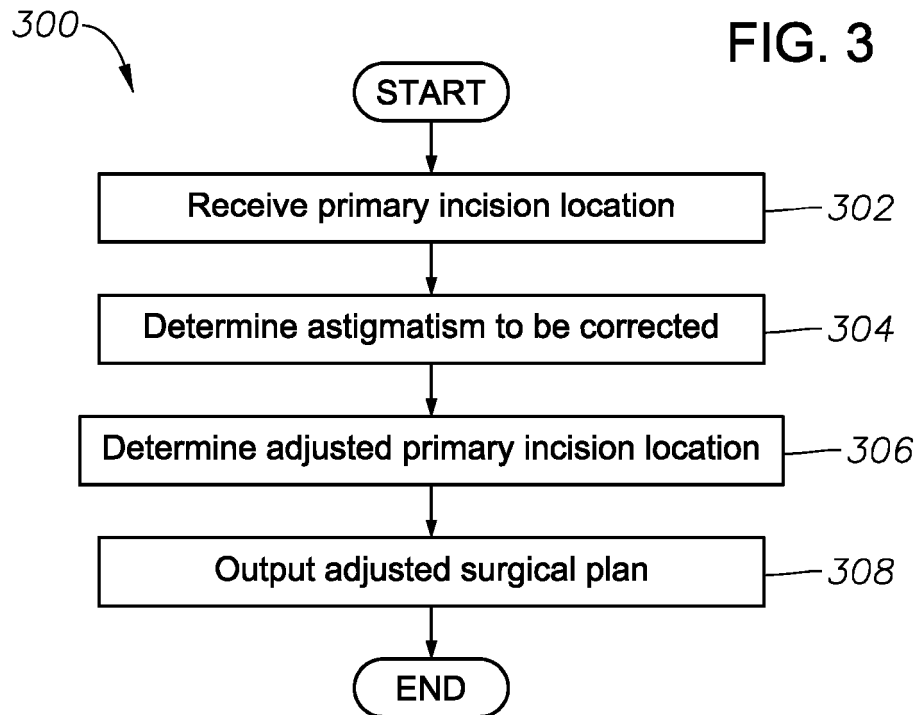 300
FIG. 3
START
Receive primary incision location
302
Determine astigmatism to be corrected
304
Determine adjusted primary incision location
306
Output adjusted surgical plan
308
END